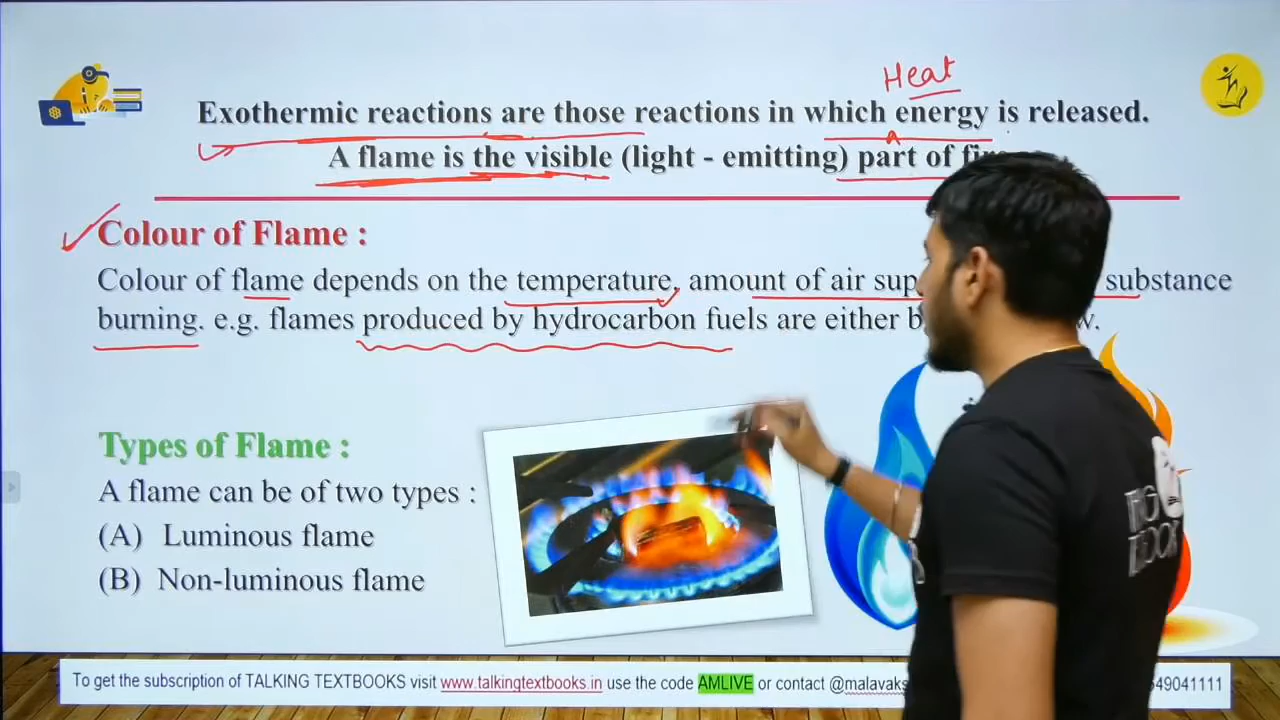 Heat
Exothermic reactions are those reactions in which energy is released.
A flame is the visible (light - emitting) part of
Colour of Flame :
Colour of flame depends on the temperature, amount of air substance
burning. e.g. flames produced by hydrocarbon fuels are either
Types of Flame :
A flame can be of two types :
(A) Luminous flame
(B) Non-luminous flame
To get the subscription of TALKING TEXTBOOKS visit www.talkingtextbooks.in use the code AMLIVE or contact